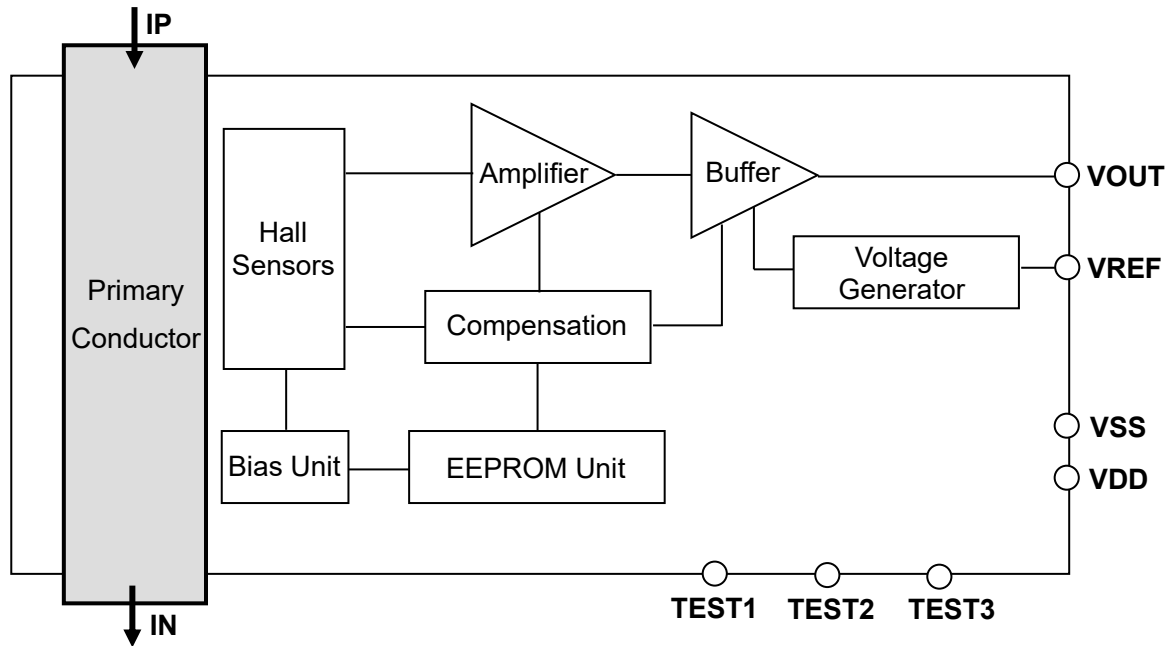 IP
Amplifier
Buffer
VOUT
Hall
Sensors
Voltage
Generator
VREF
Primary
Conductor
Compensation
VSS
Bias Unit
EEPROM Unit
VDD
TEST1
TEST2
TEST3
IN